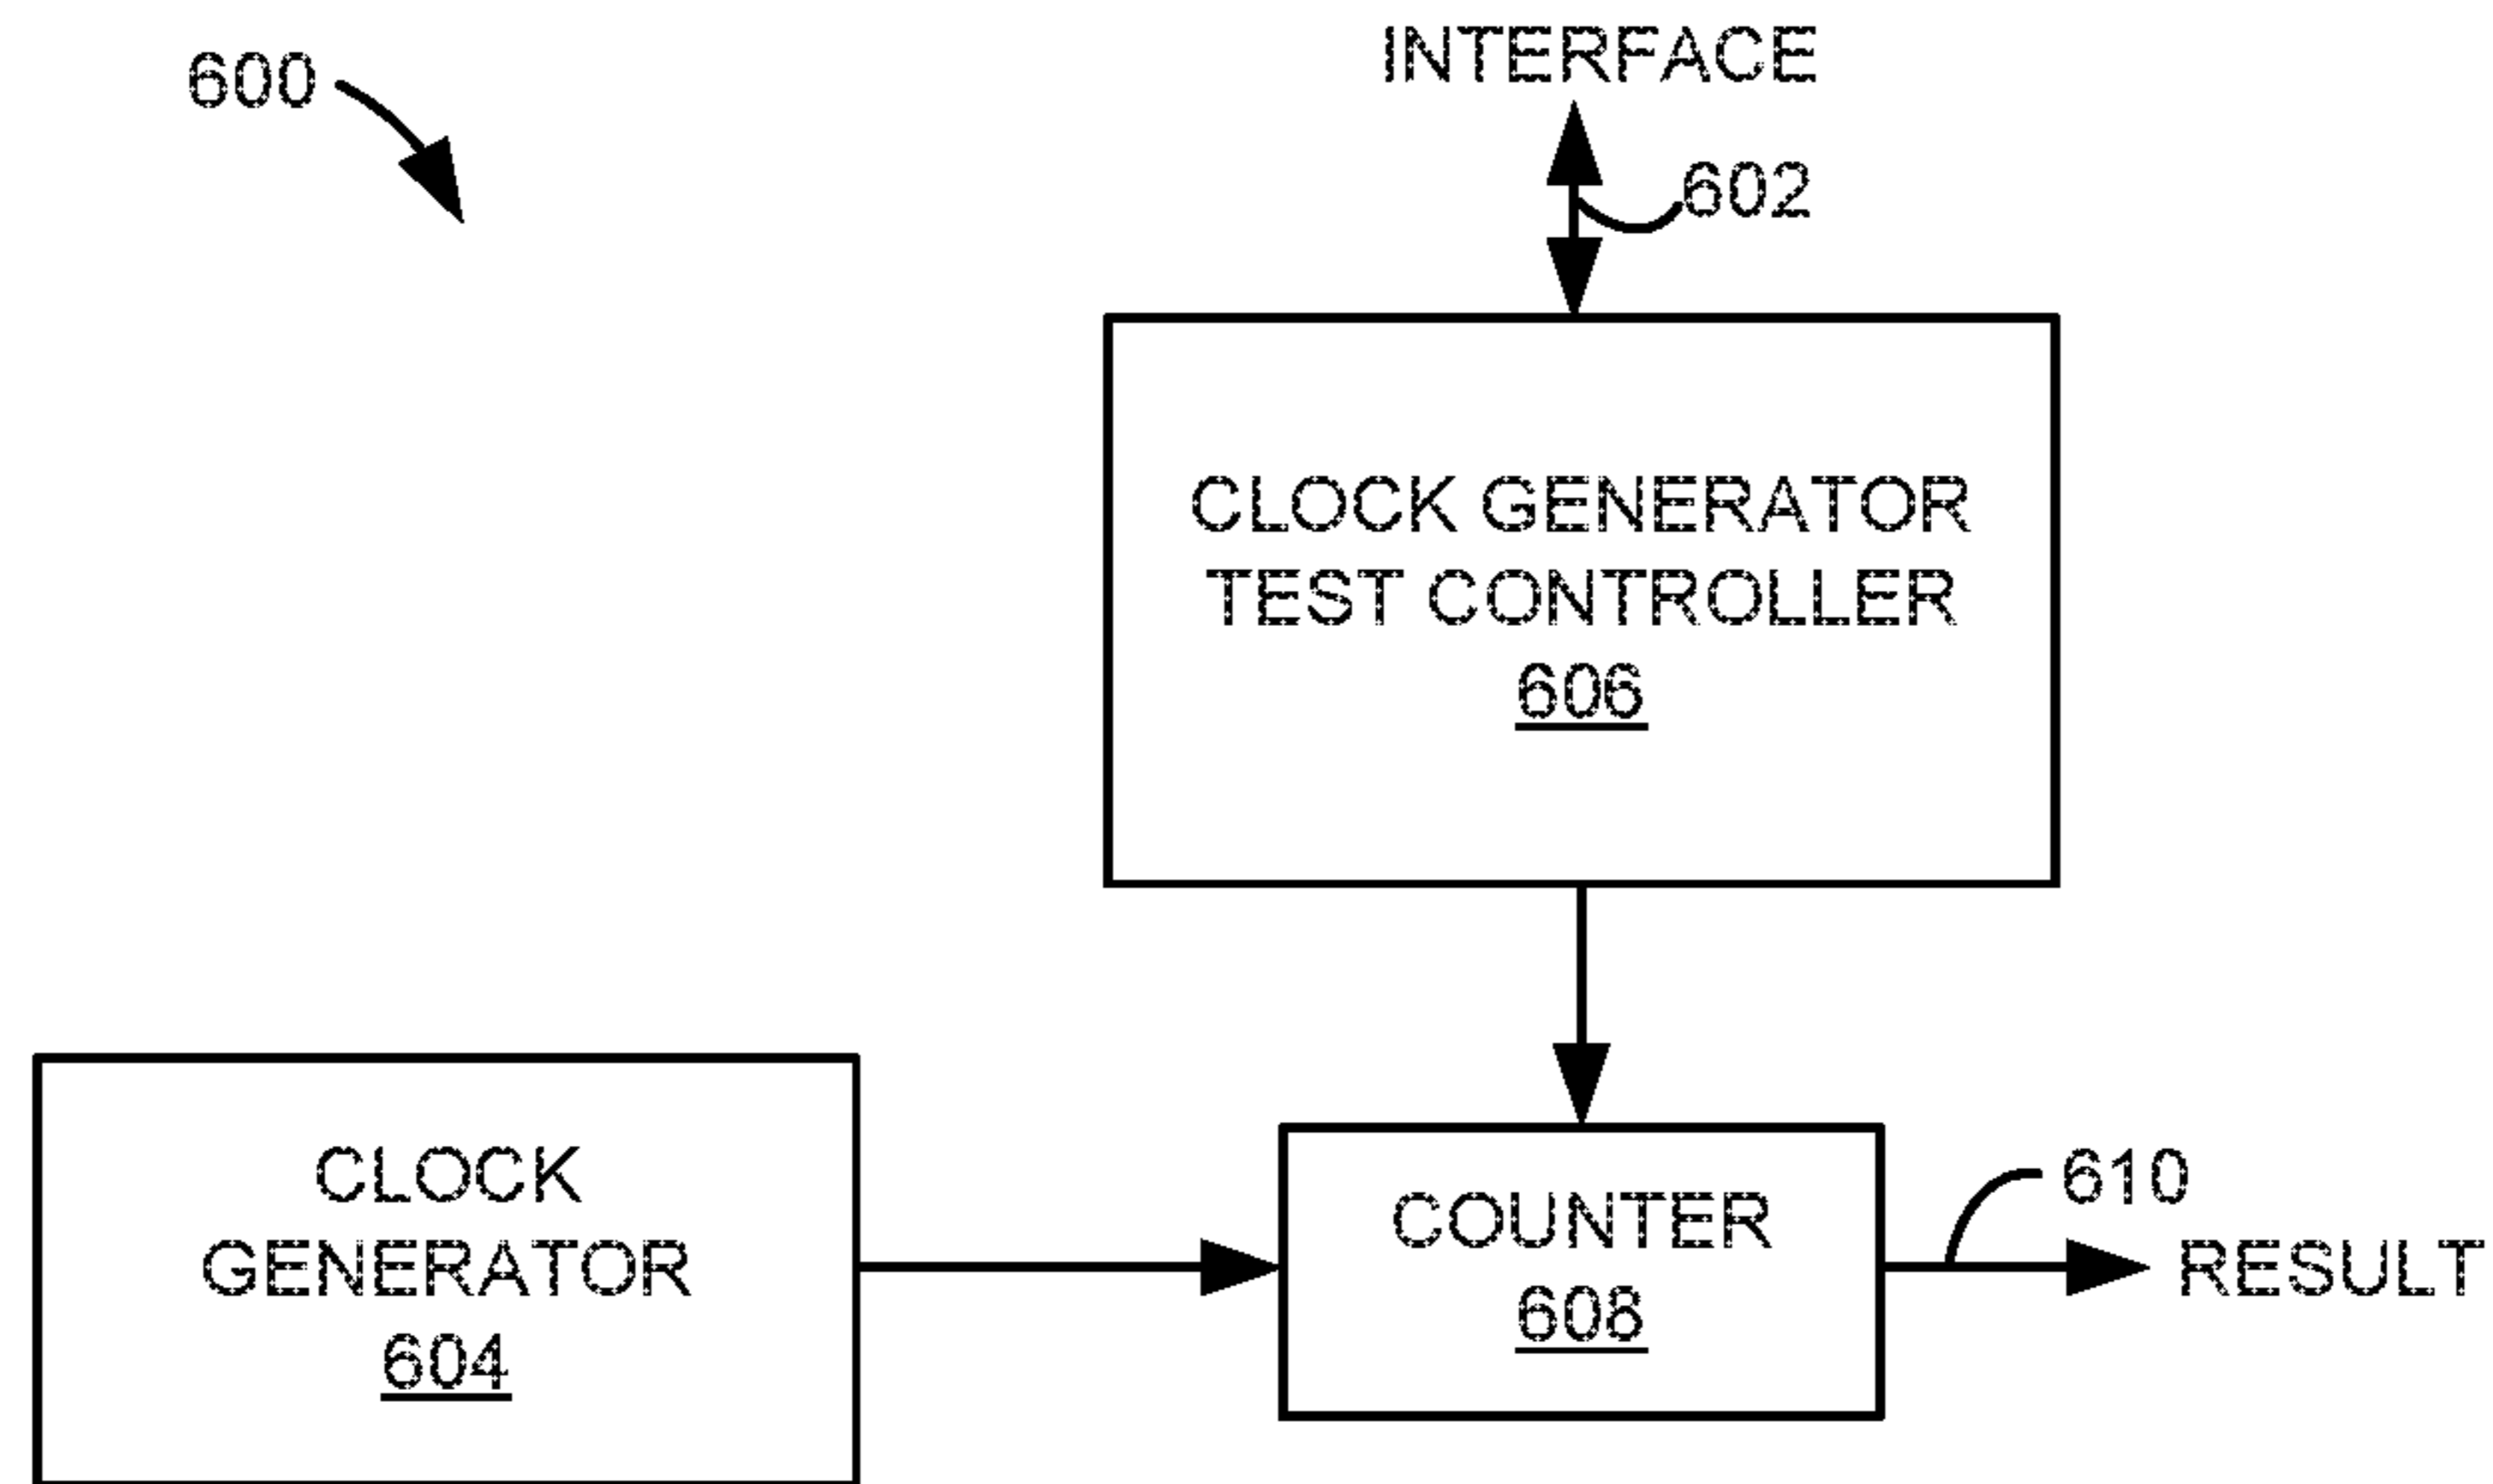 600
INTERFACE
602
CLOCK GENERATOR
TEST CONTROLLER
606
CLOCK
GENERATOR
604
COUNTER
608
610
RESULT